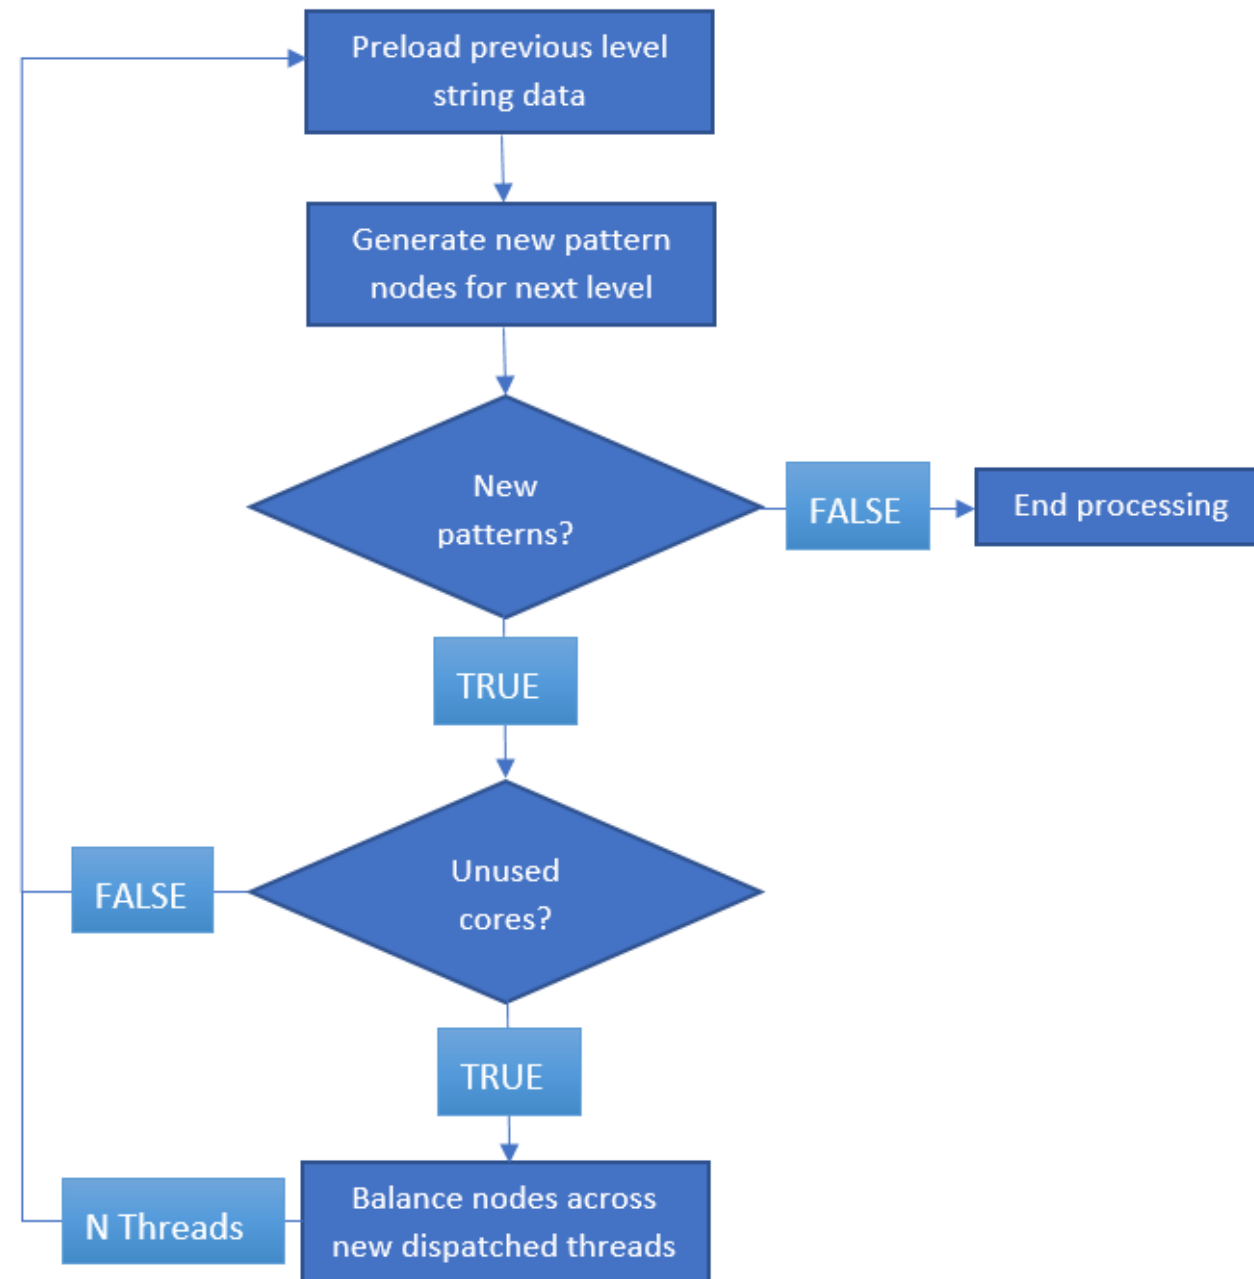 Preload previous level
string data
Generate new pattern
nodes for next level
New
patterns?
FALSE
End processing
TRUE
Unused
cores?
FALSE
TRUE
Balance nodes across
new dispatched threads
N Threads